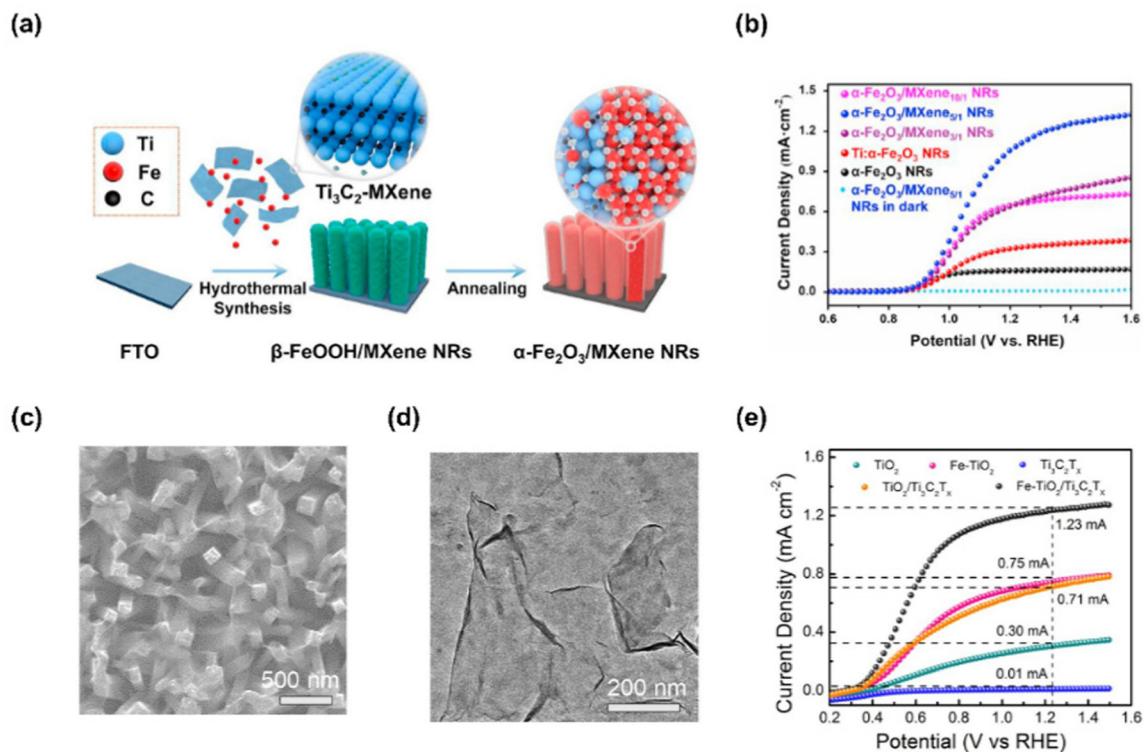 (a)
Ti
Fe
C
Ti₃C₂-MXene
Hydrothermal
Synthesis
Annealing
FTO
β-FeOOH/MXene NRs
α-Fe₂O₃/MXene NRs
(b)
Current Density (mA·cm⁻²)
1.5
1.2
0.9
0.6
0.3
0.0
α-Fe₂O₃/MXene₁₀/₁ NRs
α-Fe₂O₃/MXene₅/₁ NRs
α-Fe₂O₃/MXene₃/₁ NRs
Ti:α-Fe₂O₃ NRs
α-Fe₂O₃ NRs
α-Fe₂O₃/MXene₅/₁
NRs in dark
0.6 0.8 1.0 1.2 1.4 1.6
Potential (V vs. RHE)
(c)
500 nm
(d)
200 nm
(e)
Current Density (mA cm⁻²)
1.6
1.2
0.8
0.4
0.0
TiO₂ Fe-TiO₂ Ti₃C₂Tₓ
TiO₂/Ti₃C₂Tₓ Fe-TiO₂/Ti₃C₂Tₓ
1.23 mA
0.75 mA
0.71 mA
0.30 mA
0.01 mA
0.2 0.4 0.6 0.8 1.0 1.2 1.4 1.6
Potential (V vs RHE)